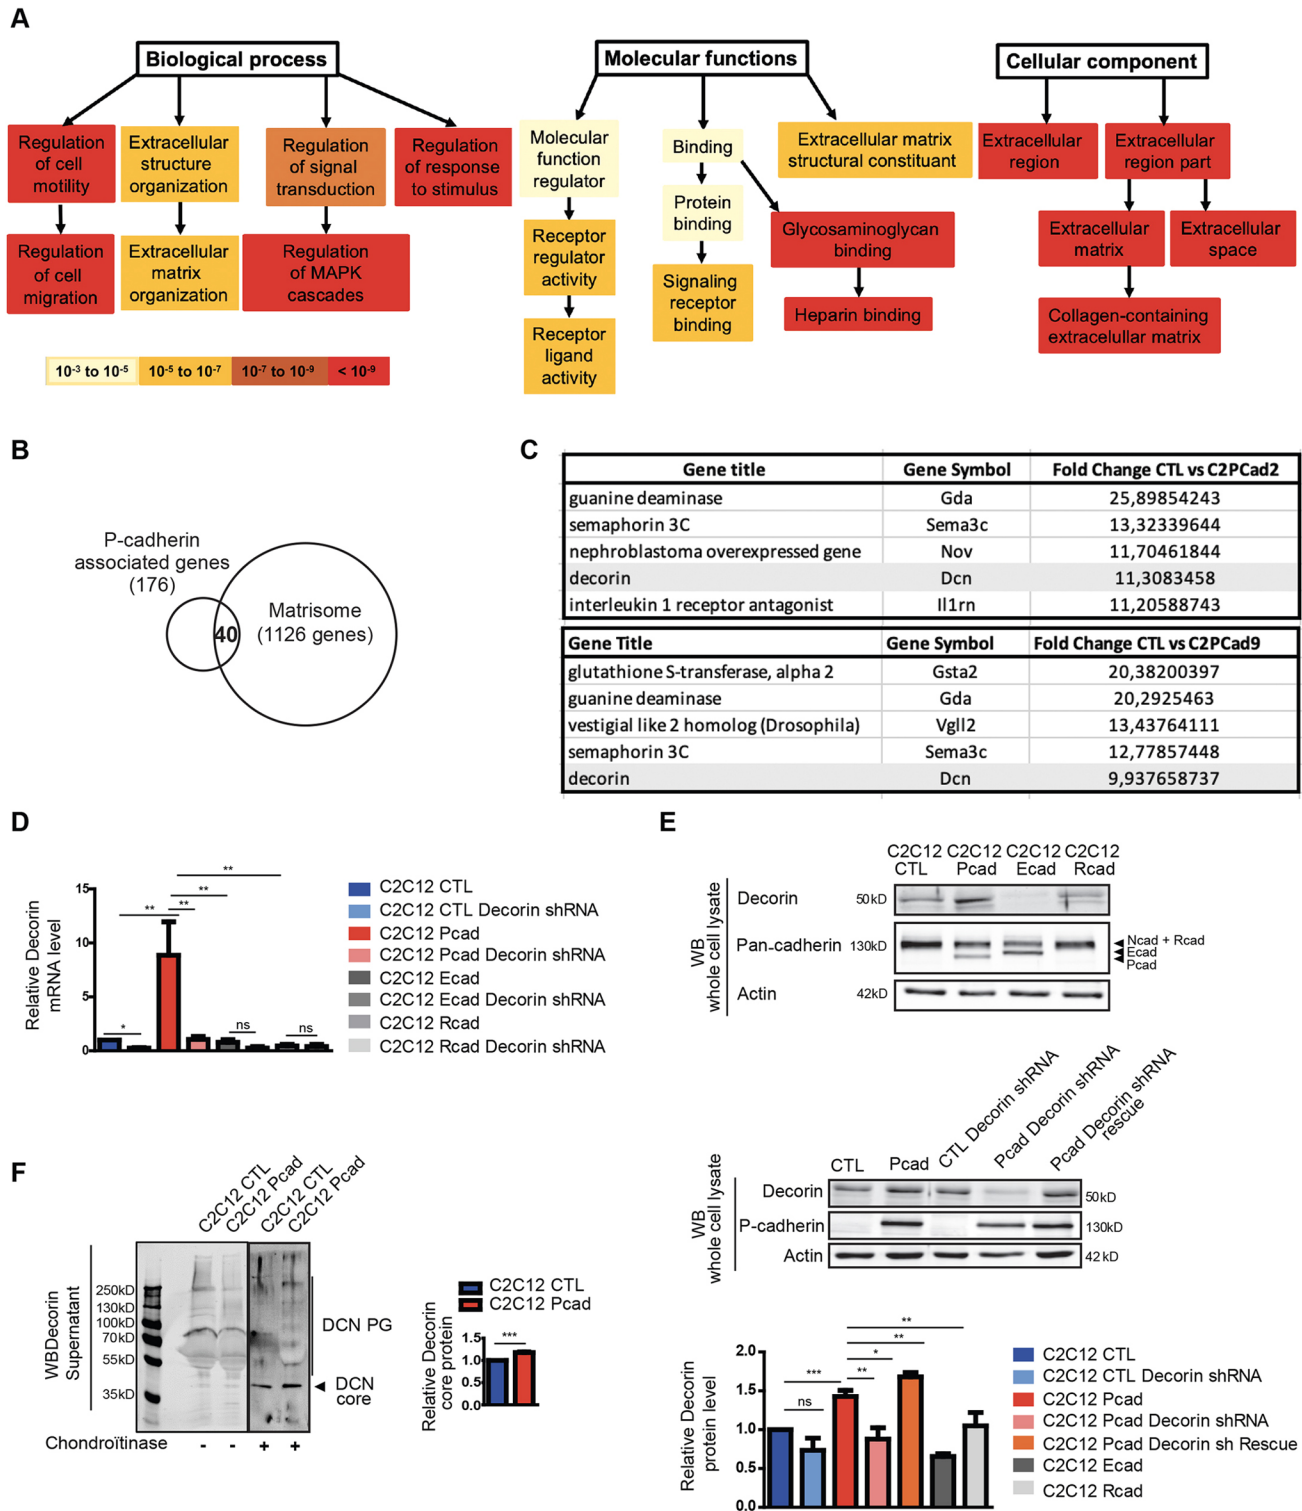 A
Biological process
Molecular functions
Cellular component
Regulation
of cell
motility
Extracellular
structure
organization
Regulation
of signal
transduction
Regulation
of response
to stimulus
Regulation
of cell
migration
Extracellular
matrix
organization
Regulation
of MAPK
cascades
10-3 to 10-5
10-5 to 10-7
10-7 to 10-9
< 10-9
Molecular
function
regulator
Binding
Extracellular matrix
structural constituant
Receptor
regulator
activity
Protein
binding
Glycosaminoglycan
binding
Receptor
ligand
activity
Signaling
receptor
binding
Heparin binding
Extracellular
region
Extracellular
region part
Extracellular
matrix
Extracellular
space
Collagen-containing
extracelullar matrix
B
P-cadherin
associated genes
(176)
40
Matrisome
(1126 genes)
C
Gene title Gene Symbol Fold Change CTL vs C2PCad2
guanine deaminase Gda 25,89854243
semaphorin 3C Sema3c 13,32339644
nephroblastoma overexpressed gene Nov 11,70461844
decorin Dcn 11,3083458
interleukin 1 receptor antagonist Il1rn 11,20588743
Gene Title Gene Symbol Fold Change CTL vs C2PCad9
glutathione S-transferase, alpha 2 Gsta2 20,38200397
guanine deaminase Gda 20,2925463
vestigial like 2 homolog (Drosophila) Vgll2 13,43764111
semaphorin 3C Sema3c 12,77857448
decorin Dcn 9,937658737
D
Relative Decorin
mRNA level
15
10
5
0
*
**
**
**
**
ns
ns
C2C12 CTL
C2C12 CTL Decorin shRNA
C2C12 Pcad
C2C12 Pcad Decorin shRNA
C2C12 Ecad
C2C12 Ecad Decorin shRNA
C2C12 Rcad
C2C12 Rcad Decorin shRNA
E
C2C12 C2C12 C2C12 C2C12
CTL Pcad Ecad Rcad
WB
whole cell lysate
Decorin 50kD
Pan-cadherin 130kD
Ncad + Rcad
Ecad
Pcad
Actin 42kD
CTL
Pcad
CTL Decorin shRNA
Pcad Decorin shRNA
Pcad Decorin shRNA
rescue
WB
whole cell lysate
Decorin 50kD
P-cadherin 130kD
Actin 42 kD
Relative Decorin
protein level
2.0
1.5
1.0
0.5
0.0
ns
***
**
*
**
**
C2C12 CTL
C2C12 CTL Decorin shRNA
C2C12 Pcad
C2C12 Pcad Decorin shRNA
C2C12 Pcad Decorin sh Rescue
C2C12 Ecad
C2C12 Rcad
F
C2C12 CTL
C2C12 Pcad
C2C12 CTL
C2C12 Pcad
WBDecorin
Supernatant
250kD
130kD
100kD
70kD
55kD
35kD
DCN PG
DCN
core
Chondroïtinase - - + +
C2C12 CTL
C2C12 Pcad
Relative Decorin
core protein
1.5
1.0
0.5
0.0
***